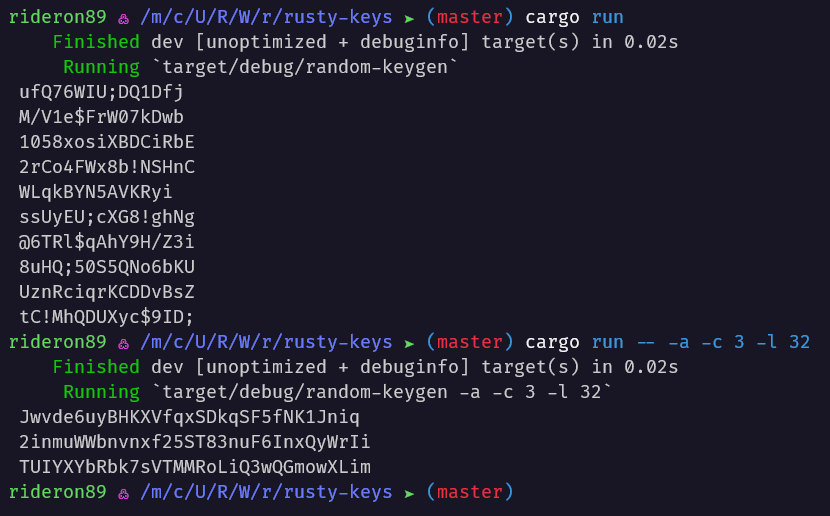 rideron89 /m/c/U/R/W/r/rusty-keys ➤ (master) cargo run
Finished dev [unoptimized + debuginfo] target(s) in 0.02s
Running `target/debug/random-keygen`
ufQ76WIU;DQ1Dfj
M/V1e$FrW07kDwb
1058xosiXBDCiRbE
2rCo4FWx8b!NSHnC
WLqkBYN5AVKRyi
ssUyEU;cXG8!ghNg
@6TRl$qAhY9H/Z3i
8uHQ;50S5QNo6bKU
UznRciqrKCDDvBsZ
tC!MhQDUXyc$9ID;
rideron89 /m/c/U/R/W/r/rusty-keys ➤ (master) cargo run -- -a -c 3 -l 32
Finished dev [unoptimized + debuginfo] target(s) in 0.02s
Running `target/debug/random-keygen -a -c 3 -l 32`
Jwvde6uyBHKXVfqxSDkqSF5fNK1Jniq
2inmuWWbnvnxf25ST83nuF6InxQyWrIi
TUIYXYbRbk7sVTMMRoLiQ3wQGmowXLim
rideron89 /m/c/U/R/W/r/rusty-keys ➤ (master)